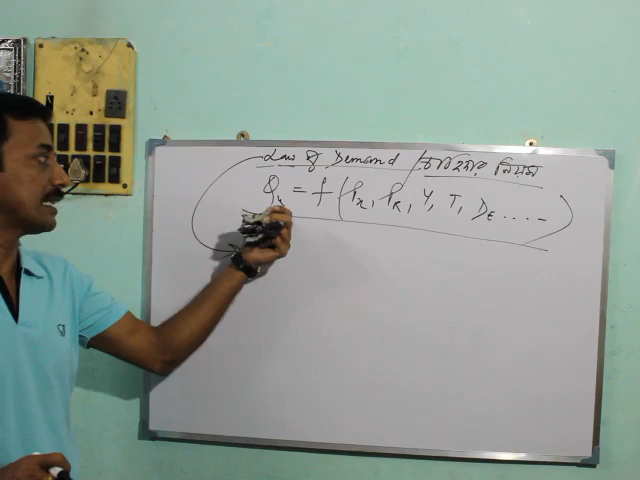 Law of Demand / চাহিদার নিয়ম
Qx = f (Px, PR, Y, T, DE .....
)